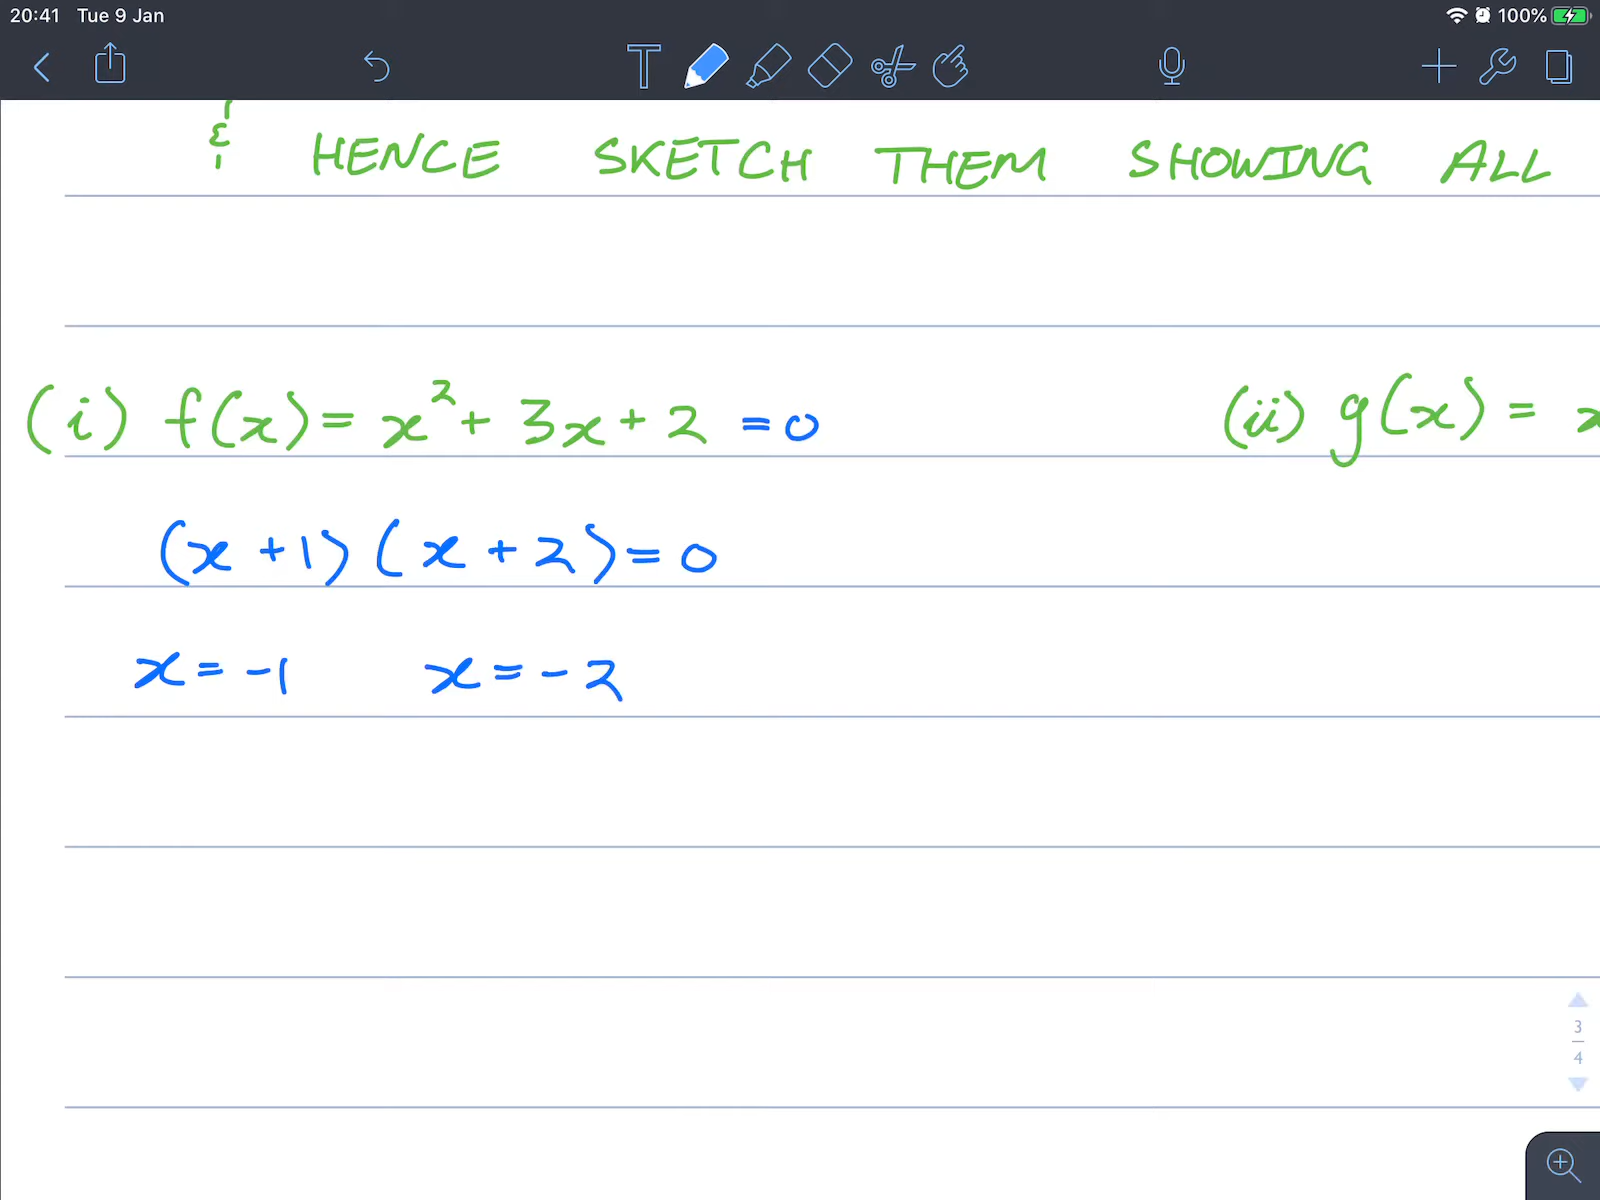 20:41 Tue 9 Jan 100%
& HENCE SKETCH THEM SHOWING ALL
(i) f(x) = x² + 3x + 2 = 0
(ii) g(x) = x
(x + 1)(x + 2) = 0
x = -1 x = -2
3
4